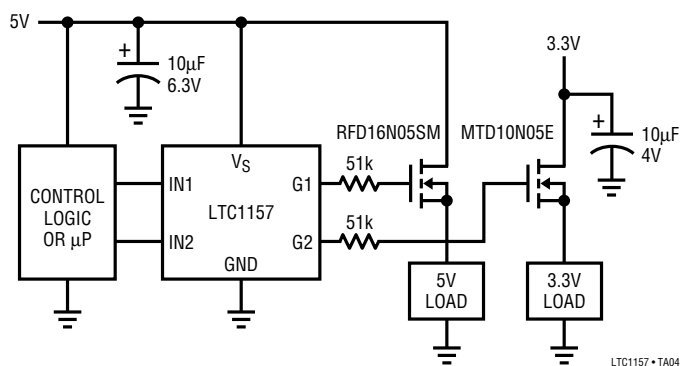 5V
+
10µF
6.3V
3.3V
RFD16N05SM
MTD10N05E
+
10µF
4V
CONTROL
LOGIC
OR µP
IN1
IN2
VS
LTC1157
GND
G1
G2
51k
51k
5V
LOAD
3.3V
LOAD
LTC1157 • TA04